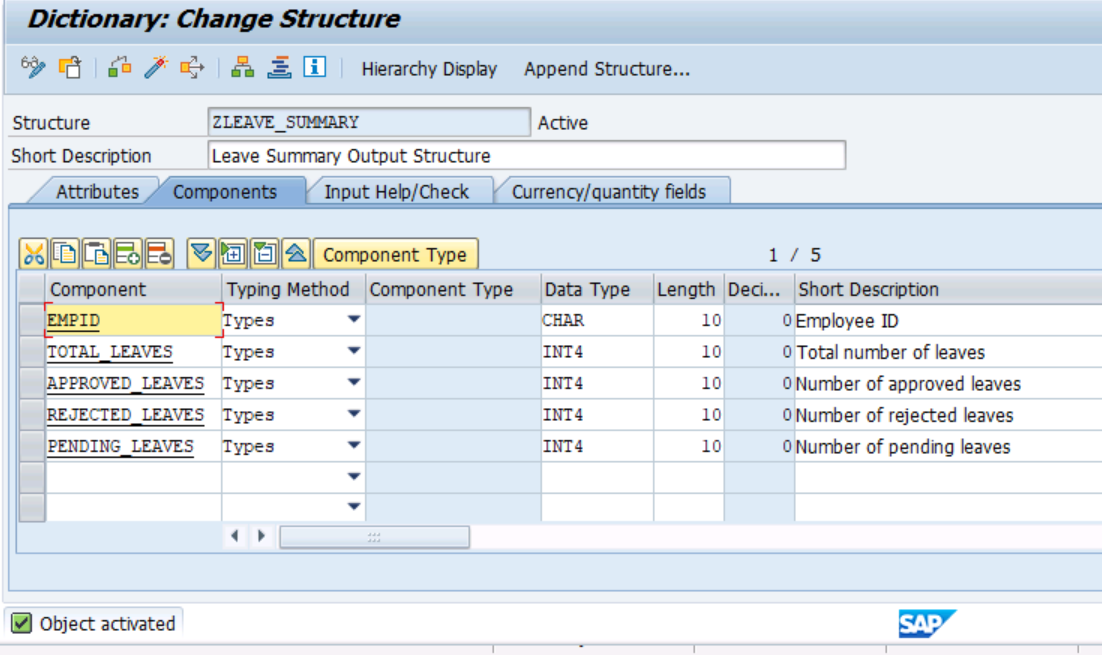 Dictionary: Change Structure
Hierarchy Display Append Structure...
Structure ZLEAVE_SUMMARY Active
Short Description Leave Summary Output Structure
Attributes Components Input Help/Check Currency/quantity fields
Component Type 1 / 5
Component Typing Method Component Type Data Type Length Deci... Short Description
EMPID Types CHAR 10 0 Employee ID
TOTAL_LEAVES Types INT4 10 0 Total number of leaves
APPROVED_LEAVES Types INT4 10 0 Number of approved leaves
REJECTED_LEAVES Types INT4 10 0 Number of rejected leaves
PENDING_LEAVES Types INT4 10 0 Number of pending leaves
Object activated SAP